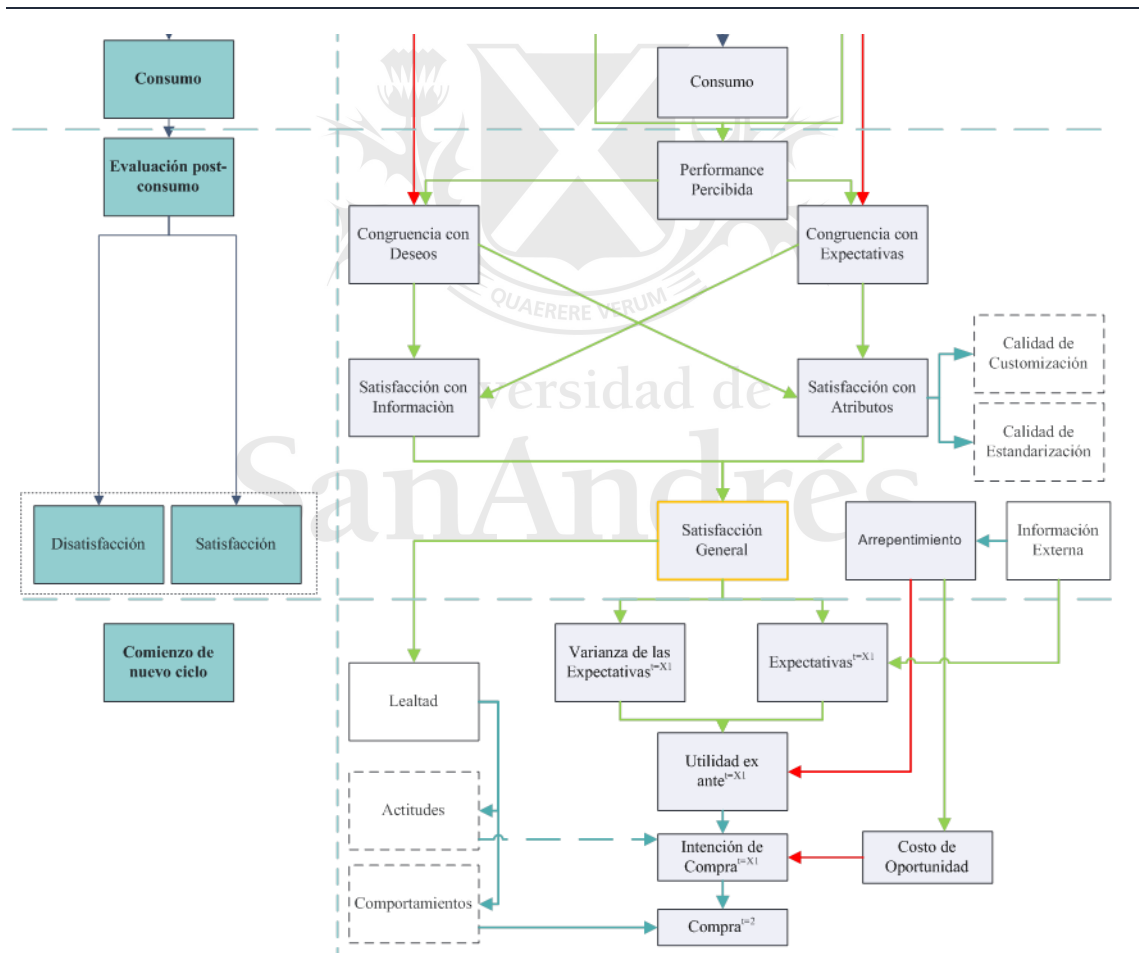 Consumo
Consumo
Evaluación post-
consumo
Performance
Percibida
Congruencia con
Deseos
Congruencia con
Expectativas
QUAERERE VERUM
Calidad de
Customización
Satisfacción con
Informaciòn
Satisfacción con
Atributos
Calidad de
Estandarización
Universidad de
SanAndrés
Disatisfacción
Satisfacción
Satisfacción
General
Arrepentimiento
Información
Externa
Comienzo de
nuevo ciclo
Varianza de las
Expectativas t=X1
Expectativas t=X1
Lealtad
Utilidad ex
ante t=X1
Actitudes
Intención de
Compra t=X1
Costo de
Oportunidad
Comportamientos
Compra t=2